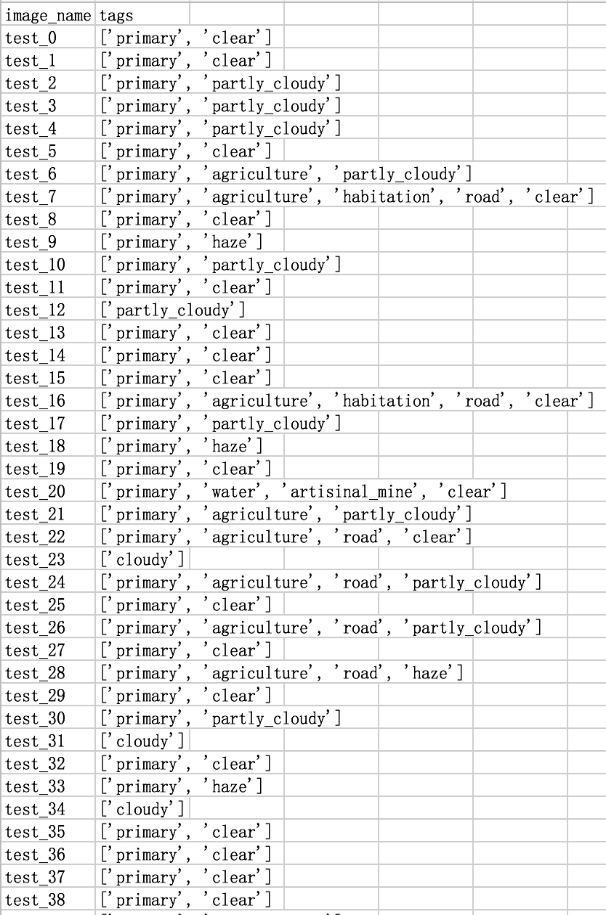 image_name tags
test_0 ['primary', 'clear']
test_1 ['primary', 'clear']
test_2 ['primary', 'partly_cloudy']
test_3 ['primary', 'partly_cloudy']
test_4 ['primary', 'partly_cloudy']
test_5 ['primary', 'clear']
test_6 ['primary', 'agriculture', 'partly_cloudy']
test_7 ['primary', 'agriculture', 'habitation', 'road', 'clear']
test_8 ['primary', 'clear']
test_9 ['primary', 'haze']
test_10 ['primary', 'partly_cloudy']
test_11 ['primary', 'clear']
test_12 ['partly_cloudy']
test_13 ['primary', 'clear']
test_14 ['primary', 'clear']
test_15 ['primary', 'clear']
test_16 ['primary', 'agriculture', 'habitation', 'road', 'clear']
test_17 ['primary', 'partly_cloudy']
test_18 ['primary', 'haze']
test_19 ['primary', 'clear']
test_20 ['primary', 'water', 'artisinal_mine', 'clear']
test_21 ['primary', 'agriculture', 'partly_cloudy']
test_22 ['primary', 'agriculture', 'road', 'clear']
test_23 ['cloudy']
test_24 ['primary', 'agriculture', 'road', 'partly_cloudy']
test_25 ['primary', 'clear']
test_26 ['primary', 'agriculture', 'road', 'partly_cloudy']
test_27 ['primary', 'clear']
test_28 ['primary', 'agriculture', 'road', 'haze']
test_29 ['primary', 'clear']
test_30 ['primary', 'partly_cloudy']
test_31 ['cloudy']
test_32 ['primary', 'clear']
test_33 ['primary', 'haze']
test_34 ['cloudy']
test_35 ['primary', 'clear']
test_36 ['primary', 'clear']
test_37 ['primary', 'clear']
test_38 ['primary', 'clear']